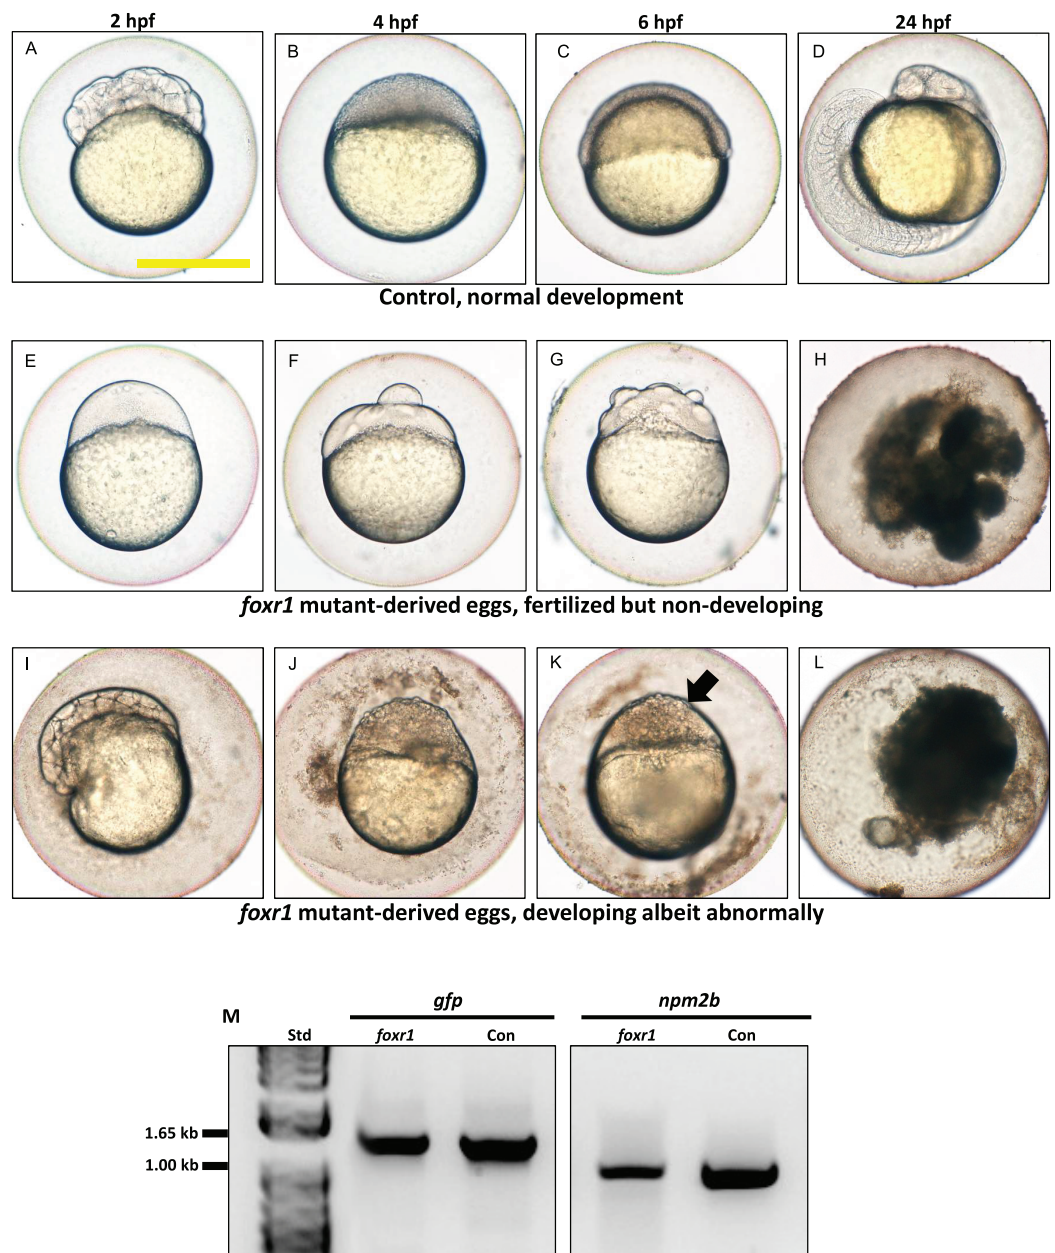 2 hpf 4 hpf 6 hpf 24 hpf
A B C D
Control, normal development
E F G H
foxr1 mutant-derived eggs, fertilized but non-developing
I J K L
foxr1 mutant-derived eggs, developing albeit abnormally
M gfp npm2b
Std foxr1 Con foxr1 Con
1.65 kb
1.00 kb